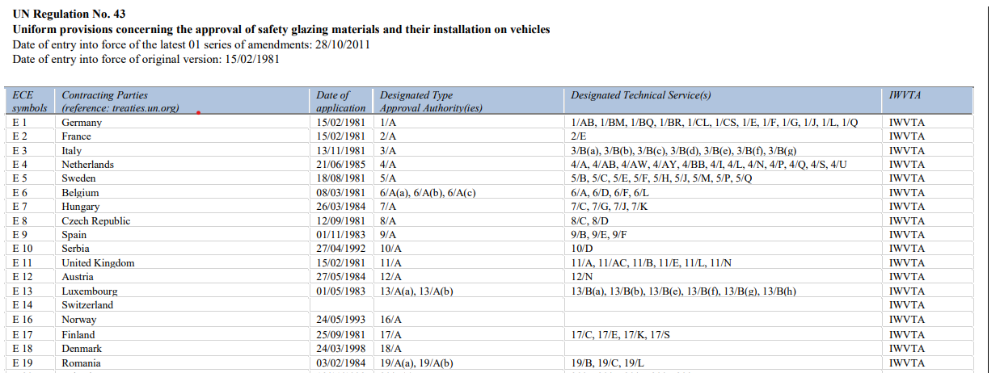 UN Regulation No. 43
Uniform provisions concerning the approval of safety glazing materials and their installation on vehicles
Date of entry into force of the latest 01 series of amendments: 28/10/2011
Date of entry into force of original version: 15/02/1981
ECE symbols Contracting Parties (reference: treaties.un.org) Date of application Designated Type Approval Authority(ies) Designated Technical Service(s) IWVTA
E 1 Germany 15/02/1981 1/A 1/AB, 1/BM, 1/BQ, 1/BR, 1/CL, 1/CS, 1/E, 1/F, 1/G, 1/J, 1/L, 1/Q IWVTA
E 2 France 15/02/1981 2/A 2/E IWVTA
E 3 Italy 13/11/1981 3/A 3/B(a), 3/B(b), 3/B(c), 3/B(d), 3/B(e), 3/B(f), 3/B(g) IWVTA
E 4 Netherlands 21/06/1985 4/A 4/A, 4/AB, 4/AW, 4/AY, 4/BB, 4/I, 4/L, 4/N, 4/P, 4/Q, 4/S, 4/U IWVTA
E 5 Sweden 18/08/1981 5/A 5/B, 5/C, 5/E, 5/F, 5/H, 5/J, 5/M, 5/P, 5/Q IWVTA
E 6 Belgium 08/03/1981 6/A(a), 6/A(b), 6/A(c) 6/A, 6/D, 6/F, 6/L IWVTA
E 7 Hungary 26/03/1984 7/A 7/C, 7/G, 7/J, 7/K IWVTA
E 8 Czech Republic 12/09/1981 8/A 8/C, 8/D IWVTA
E 9 Spain 01/11/1983 9/A 9/B, 9/E, 9/F IWVTA
E 10 Serbia 27/04/1992 10/A 10/D IWVTA
E 11 United Kingdom 15/02/1981 11/A 11/A, 11/AC, 11/B, 11/E, 11/L, 11/N IWVTA
E 12 Austria 27/05/1984 12/A 12/N IWVTA
E 13 Luxembourg 01/05/1983 13/A(a), 13/A(b) 13/B(a), 13/B(b), 13/B(e), 13/B(f), 13/B(g), 13/B(h) IWVTA
E 14 Switzerland IWVTA
E 16 Norway 24/05/1993 16/A IWVTA
E 17 Finland 25/09/1981 17/A 17/C, 17/E, 17/K, 17/S IWVTA
E 18 Denmark 24/03/1998 18/A IWVTA
E 19 Romania 03/02/1984 19/A(a), 19/A(b) 19/B, 19/C, 19/L IWVTA